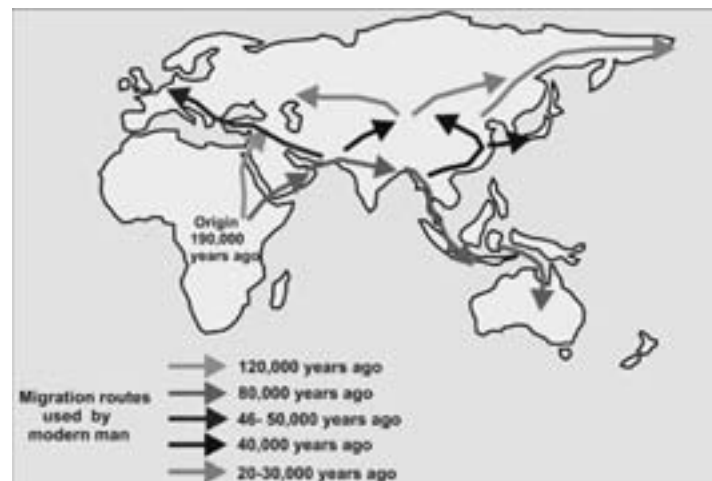 Origin
190,000
years ago
Migration routes
used by
modern man
120,000 years ago
80,000 years ago
46- 50,000 years ago
40,000 years ago
20-30,000 years ago